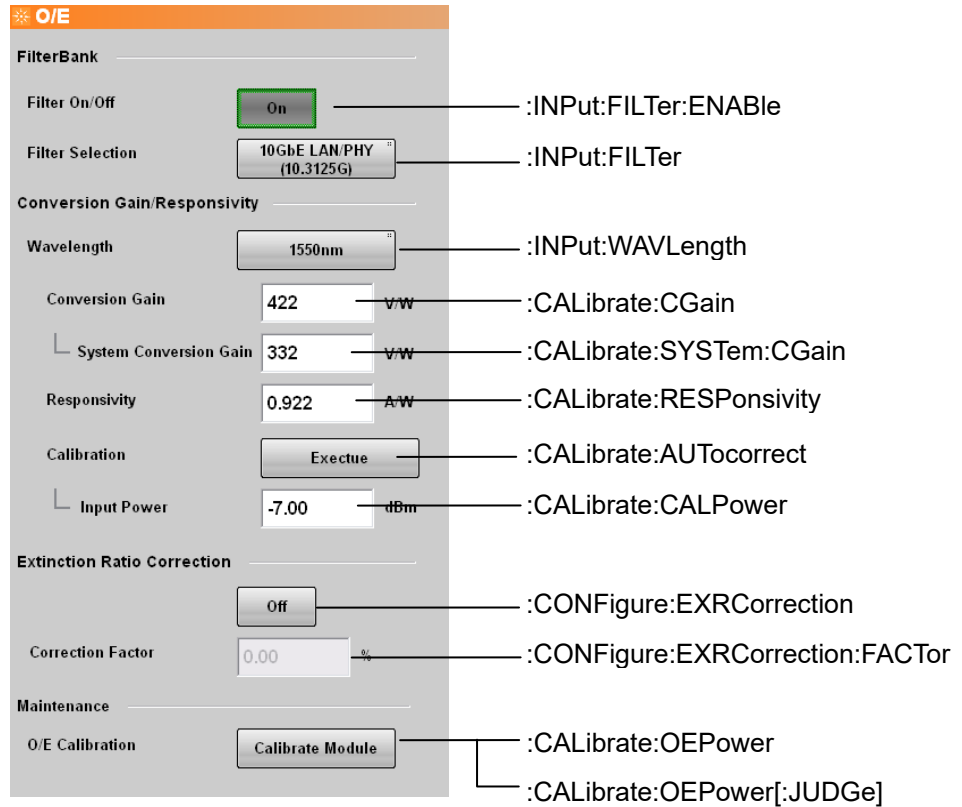 O/E
FilterBank
Filter On/Off On :INPut:FILTer:ENABle
Filter Selection 10GbE LAN/PHY (10.3125G) :INPut:FILTer
Conversion Gain/Responsivity
Wavelength 1550nm :INPut:WAVLength
Conversion Gain 422 V/W :CALibrate:CGain
System Conversion Gain 332 V/W :CALibrate:SYSTem:CGain
Responsivity 0.922 A/W :CALibrate:RESPonsivity
Calibration Exectue :CALibrate:AUTocorrect
Input Power -7.00 dBm :CALibrate:CALPower
Extinction Ratio Correction
Off :CONFigure:EXRCorrection
Correction Factor 0.00 % :CONFigure:EXRCorrection:FACTor
Maintenance
O/E Calibration Calibrate Module :CALibrate:OEPower
:CALibrate:OEPower[:JUDGe]